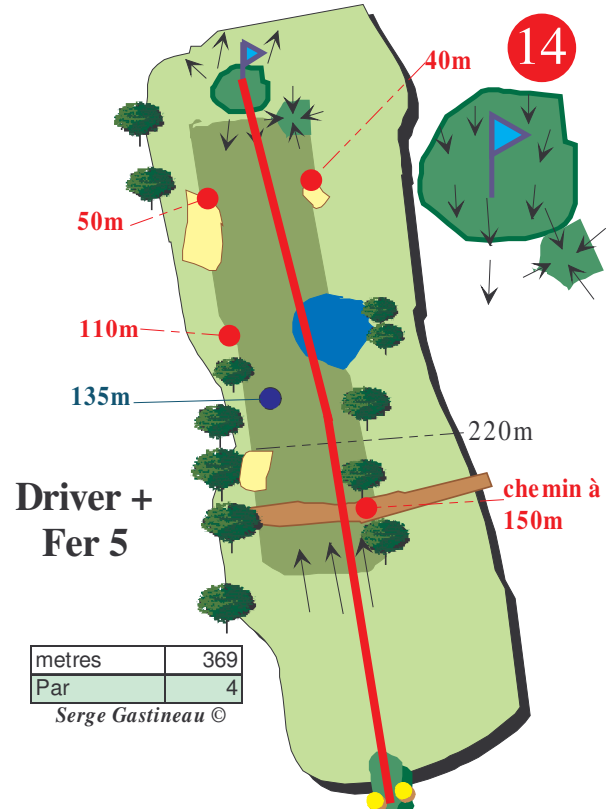 14
40m
50m
110m
135m
220m
chemin à
150m
Driver +
Fer 5
metres 369
Par 4
Serge Gastineau ©